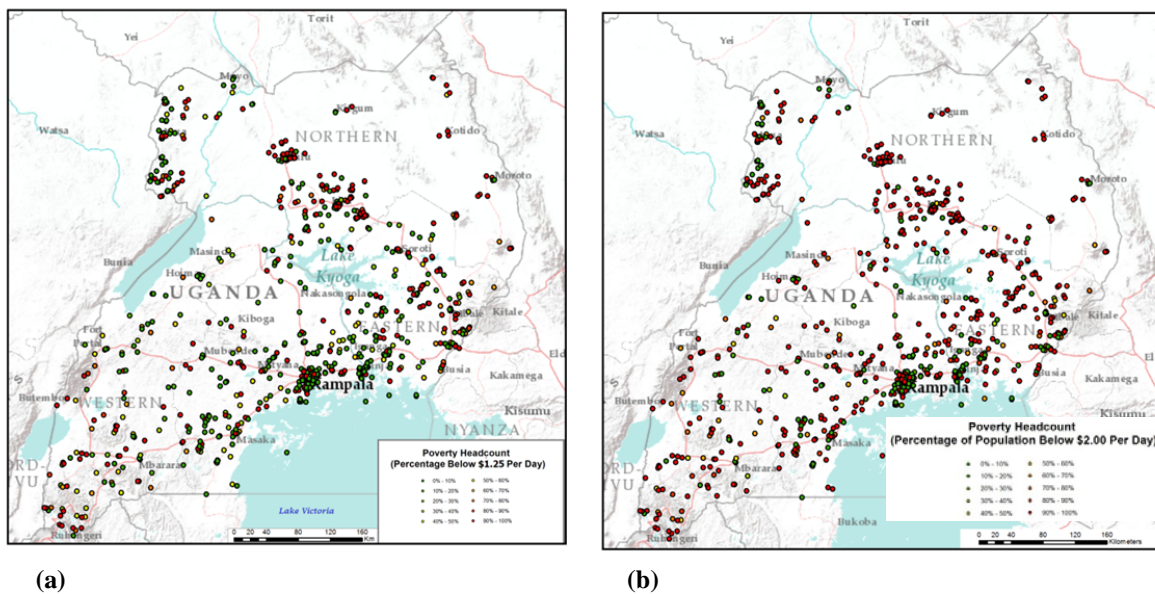 Torit
Yei
Moyo
Watsa
NORTHERN
Kotido
Moroto
Bunia
Masindi
Hoima
Lake
Kyoga
Soroti
UGANDA
Nakasongola
Kiboga
EASTERN
Kitale
Fort
Portal
Mubende
Mityana
Busia
Kampala
Kakamega
Butembo
WESTERN
Kisumu
NYANZA
Masaka
Mbarara
Poverty Headcount
(Percentage Below $1.25 Per Day)
0% - 10%
10% - 20%
20% - 30%
30% - 40%
40% - 50%
50% - 60%
60% - 70%
70% - 80%
80% - 90%
90% - 100%
Lake Victoria
Ruhengeri
0 20 40 80 120 160
Km
(a)
Torit
Yei
Moyo
Watsa
NORTHERN
Kotido
Moroto
Bunia
Masindi
Hoima
Lake
Kyoga
Soroti
UGANDA
Nakasongola
Kiboga
EASTERN
Kitale
Fort
Portal
Mubende
Mityana
Busia
Kampala
Kakamega
Butembo
WESTERN
Kisumu
Masaka
Mbarara
Poverty Headcount
(Percentage of Population Below $2.00 Per Day)
0% - 10%
10% - 20%
20% - 30%
30% - 40%
40% - 50%
50% - 60%
60% - 70%
70% - 80%
80% - 90%
90% - 100%
Bukoba
Ruhengeri
0 20 40 80 120 160
Kilometers
(b)